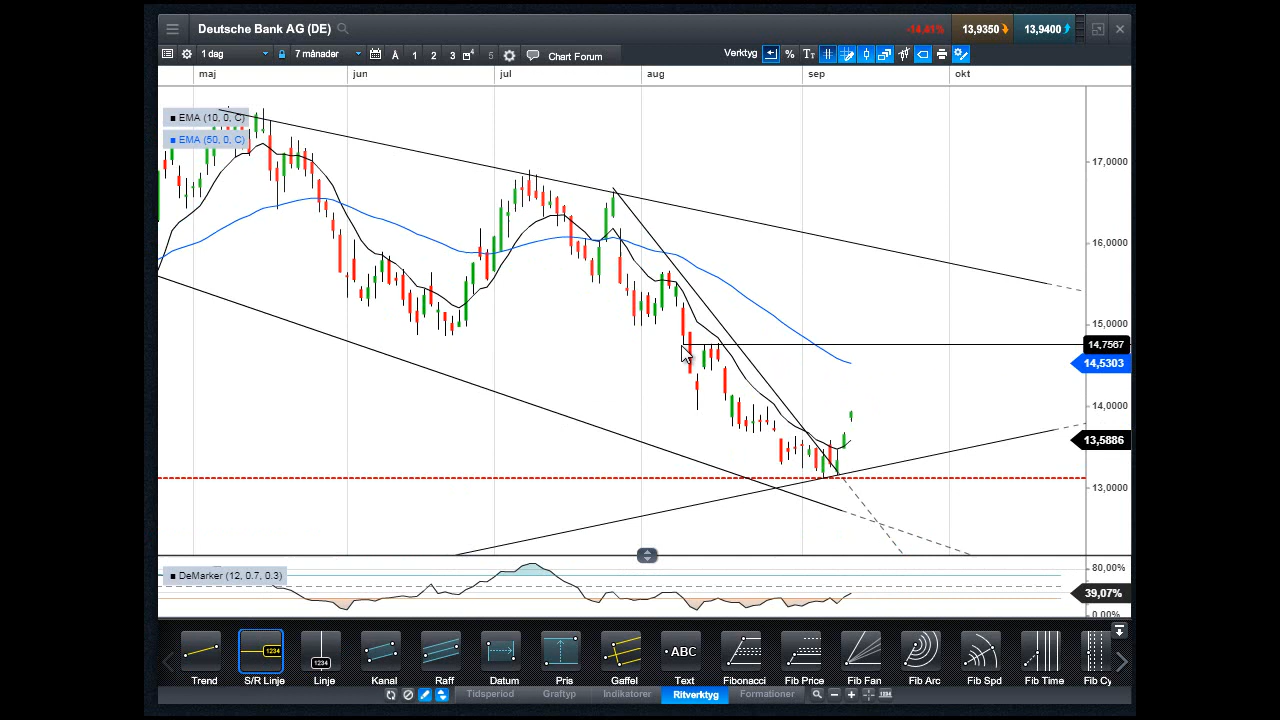 Deutsche Bank AG (DE)
-14,41%
13,9350
13,9400
1 dag
7 månader
A
1
2
3
5
Chart Forum
Verktyg
%
TT
maj
jun
jul
aug
sep
okt
EMA (10, 0, C)
EMA (50, 0, C)
17,0000
16,0000
15,0000
14,7567
14,5303
14,0000
13,5886
13,0000
DeMarker (12, 0.7, 0.3)
80,00%
39,07%
0.00%
1234
1234
ABC
Trend
S/R Linje
Linje
Kanal
Raff
Datum
Pris
Gaffel
Text
Fibonacci
Fib Price
Fib Fan
Fib Arc
Fib Spd
Fib Time
Fib Cy
Tidsperiod
Graftyp
Indikatorer
Ritverktyg
Formationer
1234